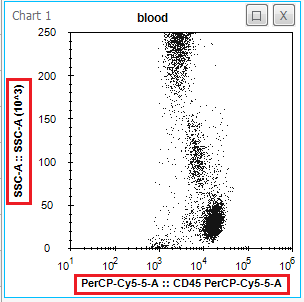 Chart 1
blood
X
250
200
150
100
50
0
SSC-A :: SSC-A (10^3)
10^1 10^2 10^3 10^4 10^5 10^6
PerCP-Cy5-5-A :: CD45 PerCP-Cy5-5-A